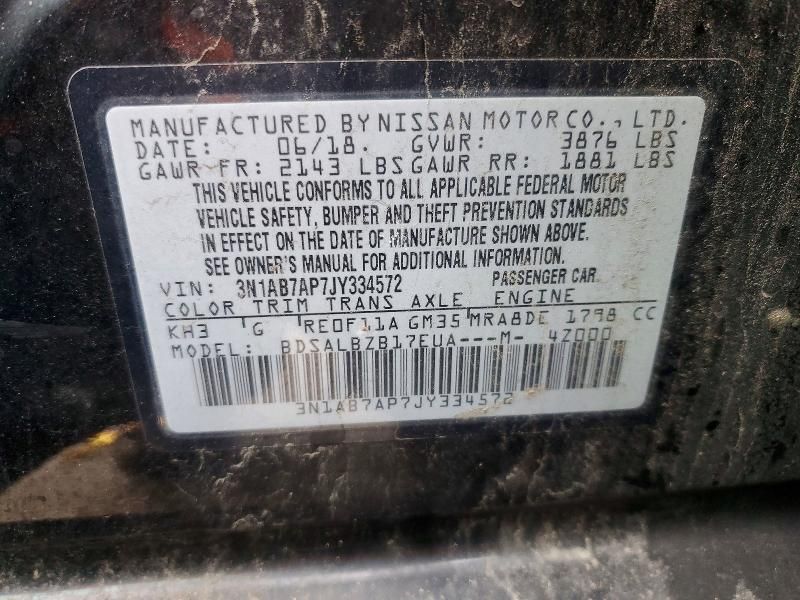 MANUFACTURED BY NISSAN MOTOR CO., LTD.
DATE: 06/18. GVWR: 3876 LBS
GAWR FR: 2143 LBS GAWR RR: 1881 LBS
THIS VEHICLE CONFORMS TO ALL APPLICABLE FEDERAL MOTOR
VEHICLE SAFETY, BUMPER AND THEFT PREVENTION STANDARDS
IN EFFECT ON THE DATE OF MANUFACTURE SHOWN ABOVE.
SEE OWNER'S MANUAL FOR ADDITIONAL INFORMATION.
VIN: 3N1AB7AP7JY334572 PASSENGER CAR
COLOR TRIM TRANS AXLE ENGINE
KH3 G RE0F11A GM35 MRA8DE 1798 CC
MODEL: BDSALBZB17EUA---M- 4Z000
3N1AB7AP7JY334572